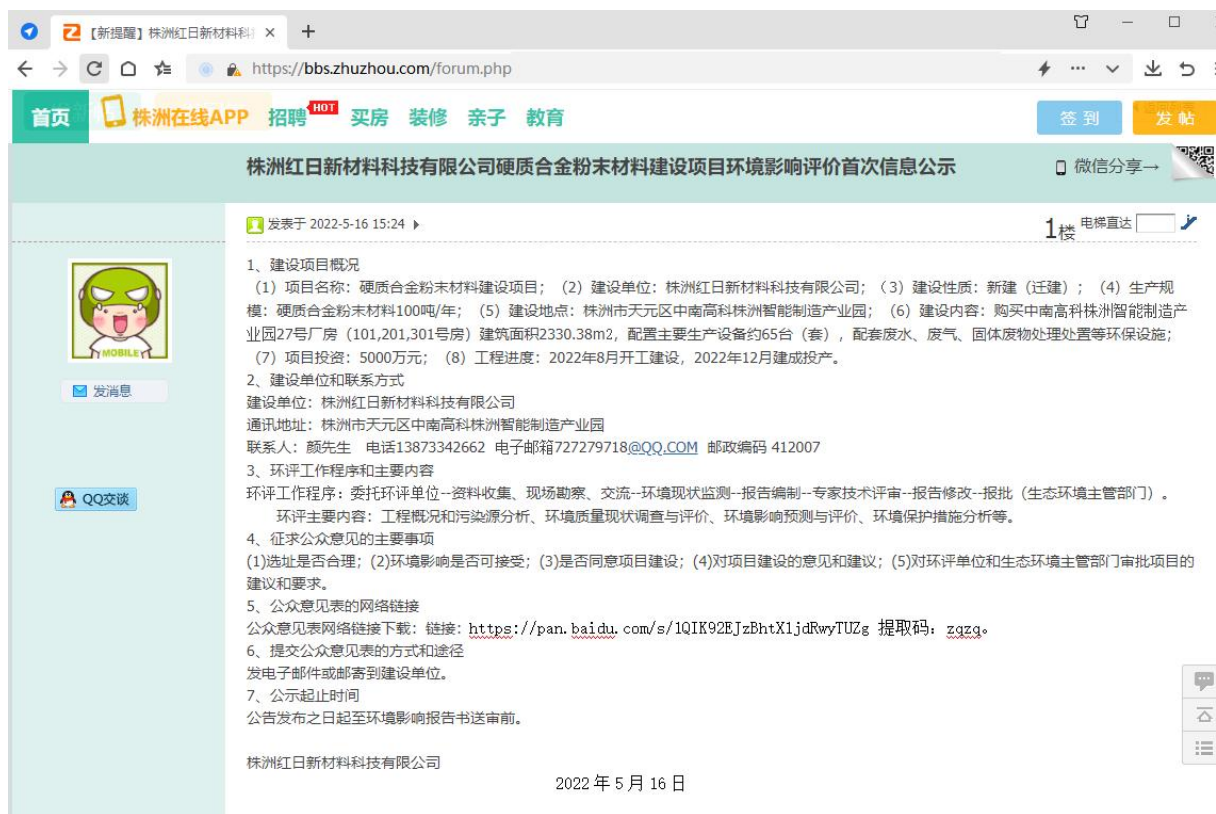 【新提醒】株洲红日新材料科
https://bbs.zhuzhou.com/forum.php
首页 株洲在线APP 招聘 HOT 买房 装修 亲子 教育 签到 发帖
株洲红日新材料科技有限公司硬质合金粉末材料建设项目环境影响评价首次信息公示 微信分享→
发表于 2022-5-16 15:24 1楼 电梯直达
MOBILE
发消息
QQ交谈
1、建设项目概况
（1）项目名称：硬质合金粉末材料建设项目；（2）建设单位：株洲红日新材料科技有限公司；（3）建设性质：新建（迁建）；（4）生产规
模：硬质合金粉末材料100吨/年；（5）建设地点：株洲市天元区中南高科株洲智能制造产业园；（6）建设内容：购买中南高科株洲智能制造产
业园27号厂房（101,201,301号房）建筑面积2330.38m2，配置主要生产设备约65台（套），配套废水、废气、固体废物处理处置等环保设施；
（7）项目投资：5000万元；（8）工程进度：2022年8月开工建设，2022年12月建成投产。
2、建设单位和联系方式
建设单位：株洲红日新材料科技有限公司
通讯地址：株洲市天元区中南高科株洲智能制造产业园
联系人：颜先生 电话13873342662 电子邮箱727279718@QQ.COM 邮政编码 412007
3、环评工作程序和主要内容
环评工作程序：委托环评单位--资料收集、现场勘察、交流--环境现状监测--报告编制--专家技术评审--报告修改--报批（生态环境主管部门）。
环评主要内容：工程概况和污染源分析、环境质量现状调查与评价、环境影响预测与评价、环境保护措施分析等。
4、征求公众意见的主要事项
(1)选址是否合理；(2)环境影响是否可接受；(3)是否同意项目建设；(4)对项目建设的意见和建议；(5)对环评单位和生态环境主管部门审批项目的
建议和要求。
5、公众意见表的网络链接
公众意见表网络链接下载：链接：https://pan.baidu.com/s/1QIK92EJzBhtX1jdRwyTUZg 提取码：zqzq。
6、提交公众意见表的方式和途径
发电子邮件或邮寄到建设单位。
7、公示起止时间
公告发布之日起至环境影响报告书送审前。
株洲红日新材料科技有限公司
2022年5月16日